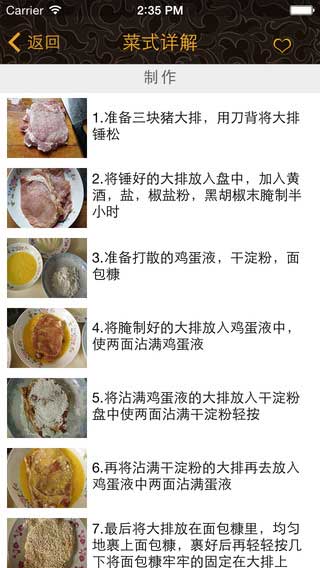 Carrier 2:35 PM
返回 菜式详解
制作
1.准备三块猪大排，用刀背将大排
锤松
2.将锤好的大排放入盘中，加入黄
酒，盐，椒盐粉，黑胡椒末腌制半
小时
3.准备打散的鸡蛋液，干淀粉，面
包糠
4.将腌制好的大排放入鸡蛋液中，
使两面沾满鸡蛋液
5.将沾满鸡蛋液的大排放入干淀粉
盘中使两面沾满干淀粉轻按
6.再将沾满干淀粉的大排再去放入
鸡蛋液中两面沾满蛋液
7.最后将大排放在面包糠里，均匀
地裹上面包糠，裹好后再轻轻按几
下将面包糠牢牢的固定在大排上